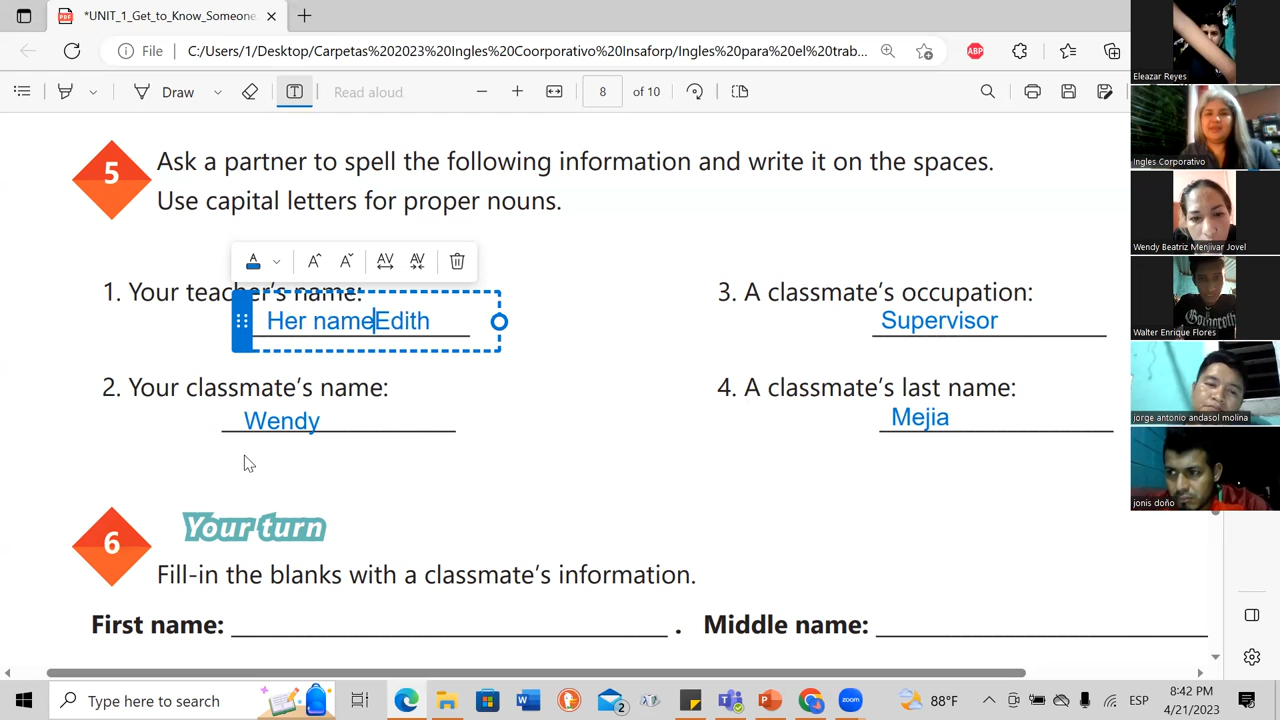 *UNIT_1_Get_to_Know_Someone.
File
C:/Users/1/Desktop/Carpetas%202023%20Ingles%20Coorporativo%20Insaforp/Ingles%20para%20el%20trab...
ABP
Draw
Read aloud
8
of 10
5
Ask a partner to spell the following information and write it on the spaces.
Use capital letters for proper nouns.
1. Your teacher's name:
Her nameEdith
3. A classmate's occupation:
Supervisor
2. Your classmate's name:
Wendy
4. A classmate's last name:
Mejia
6
Your turn
Fill-in the blanks with a classmate's information.
First name: . Middle name:
Eleazar Reyes
Ingles Corporativo
Wendy Beatriz Menjivar Jovel
Walter Enrique Flores
jorge antonio andasol molina
jonis doño
Type here to search
2
zoom
88°F
ESP
8:42 PM
4/21/2023